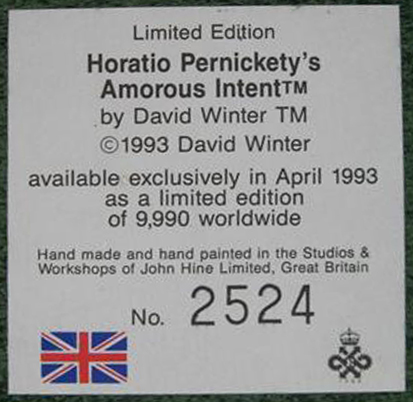 Limited Edition
Horatio Pernickety's
Amorous Intent™
by David Winter TM
©1993 David Winter
available exclusively in April 1993
as a limited edition
of 9,990 worldwide
Hand made and hand painted in the Studios &
Workshops of John Hine Limited, Great Britain
No. 2524